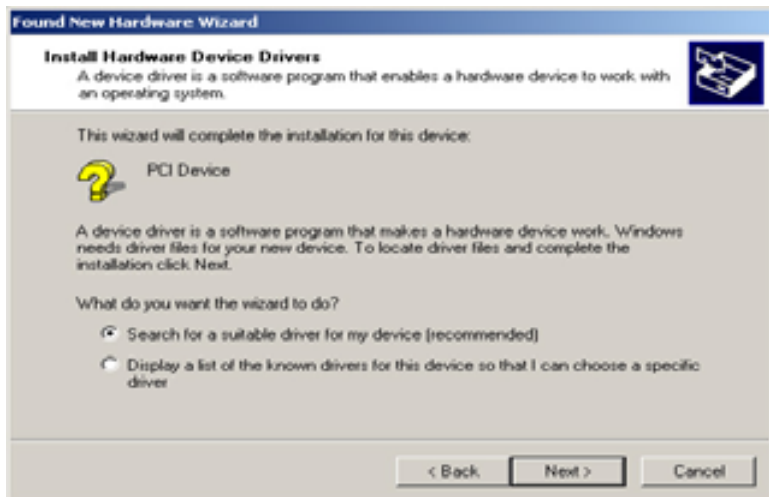 Found New Hardware Wizard
Install Hardware Device Drivers
A device driver is a software program that enables a hardware device to work with
an operating system.
This wizard will complete the installation for this device:
PCI Device
A device driver is a software program that makes a hardware device work. Windows
needs driver files for your new device. To locate driver files and complete the
installation click Next.
What do you want the wizard to do?
Search for a suitable driver for my device (recommended)
Display a list of the known drivers for this device so that I can choose a specific
driver
< Back Next > Cancel